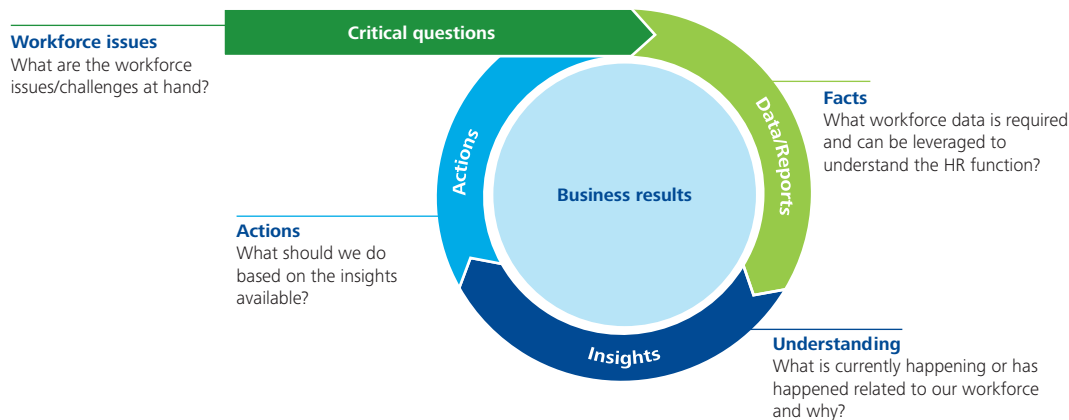 Critical questions
Workforce issues
What are the workforce
issues/challenges at hand?
Data/Reports
Facts
What workforce data is required
and can be leveraged to
understand the HR function?
Business results
Actions
Actions
What should we do
based on the insights
available?
Insights
Understanding
What is currently happening or has
happened related to our workforce
and why?